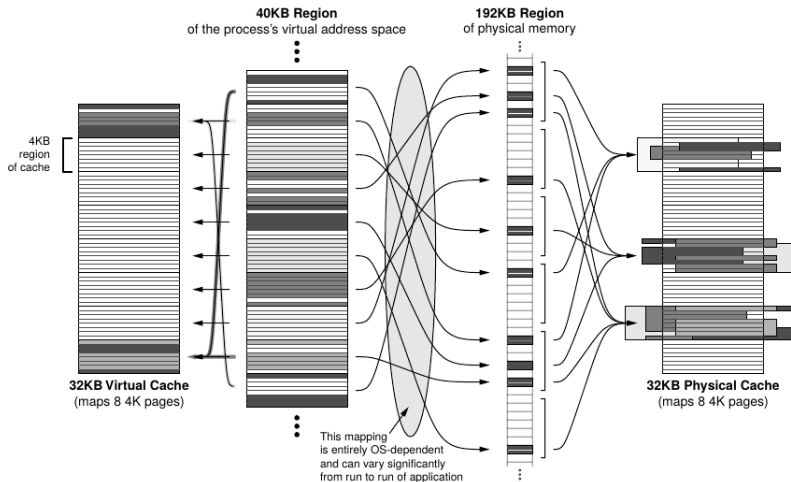 40KB Region
of the process's virtual address space
192KB Region
of physical memory
4KB
region
of cache
32KB Virtual Cache
(maps 8 4K pages)
32KB Physical Cache
(maps 8 4K pages)
This mapping
is entirely OS-dependent
and can vary significantly
from run to run of application